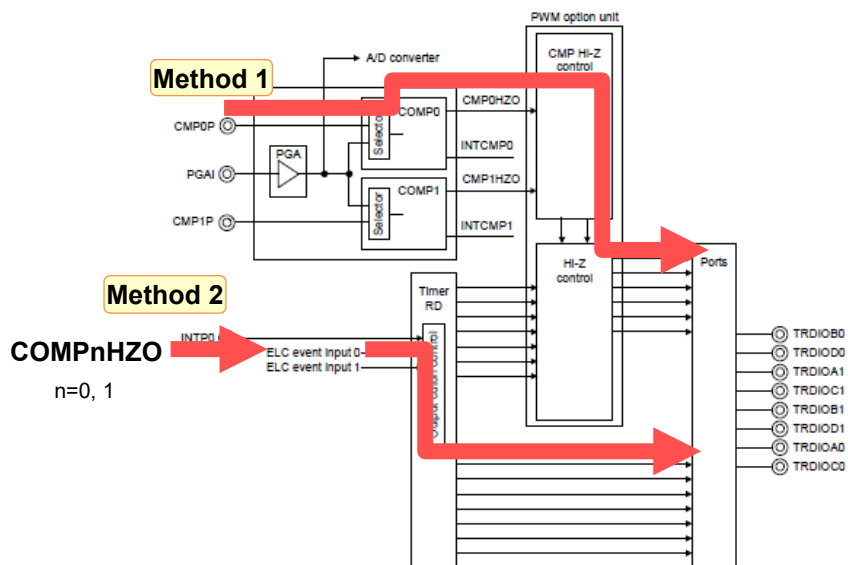 PWM option unit
A/D converter
CMP HI-Z
control
Method 1
COMP0
CMP0HZO
CMP0P
Selector
INTCMP0
PGA
PGAI
COMP1
CMP1HZO
CMP1P
Selector
INTCMP1
HI-Z
control
Ports
Method 2
Timer
RD
INTP0
COMPnHZO
ELC event Input 0
ELC event Input 1
n=0, 1
control
TRDIOB0
TRDIOD0
TRDIOA1
TRDIOC1
TRDIOB1
TRDIOD1
TRDIOA0
TRDIOC0